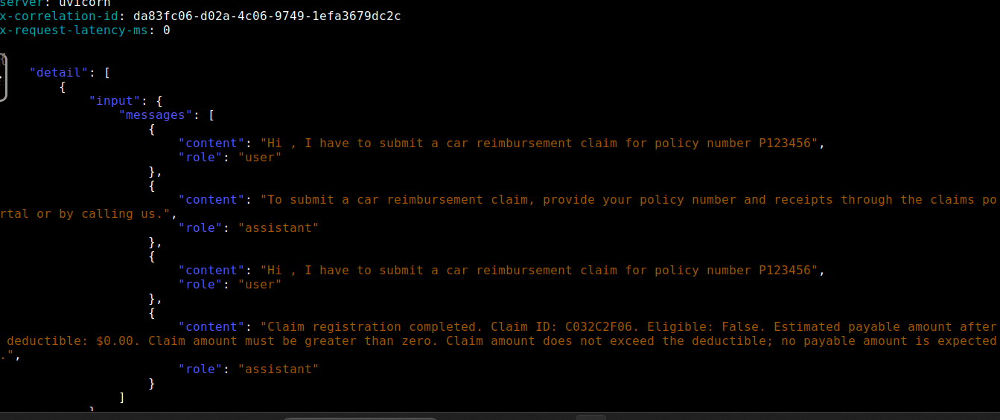 server: uvicorn
x-correlation-id: da83fc06-d02a-4c06-9749-1efa3679dc2c
x-request-latency-ms: 0
{
"detail": [
{
"input": {
"messages": [
{
"content": "Hi , I have to submit a car reimbursement claim for policy number P123456",
"role": "user"
},
{
"content": "To submit a car reimbursement claim, provide your policy number and receipts through the claims po
rtal or by calling us.",
"role": "assistant"
},
{
"content": "Hi , I have to submit a car reimbursement claim for policy number P123456",
"role": "user"
},
{
"content": "Claim registration completed. Claim ID: C032C2F06. Eligible: False. Estimated payable amount after
deductible: $0.00. Claim amount must be greater than zero. Claim amount does not exceed the deductible; no payable amount is expected
.",
"role": "assistant"
}
]
}